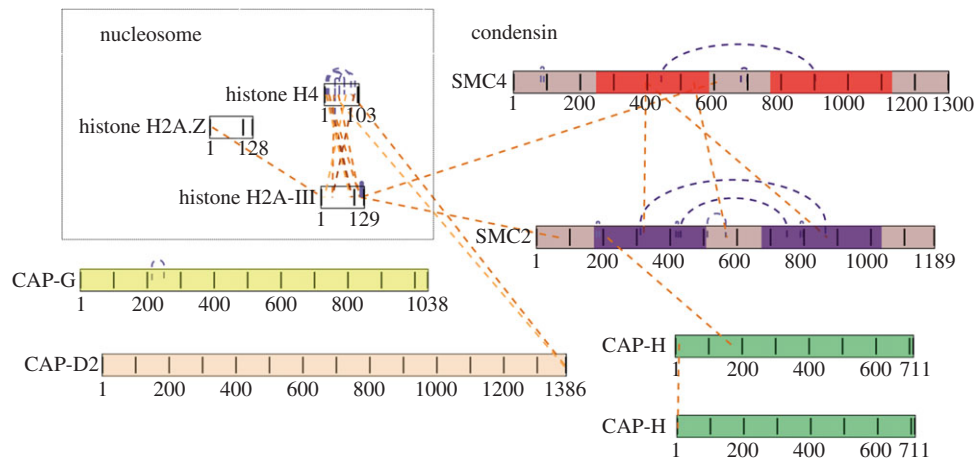 nucleosome
condensin
SMC4
1 200 400 600 800 1000 1200 1300
histone H4
1 103
histone H2A.Z
1 128
histone H2A-III
1 129
SMC2
1 200 400 600 800 1000 1189
CAP-G
1 200 400 600 800 1038
CAP-D2
1 200 400 600 800 1000 1200 1386
CAP-H
1 200 400 600 711
CAP-H
1 200 400 600 711